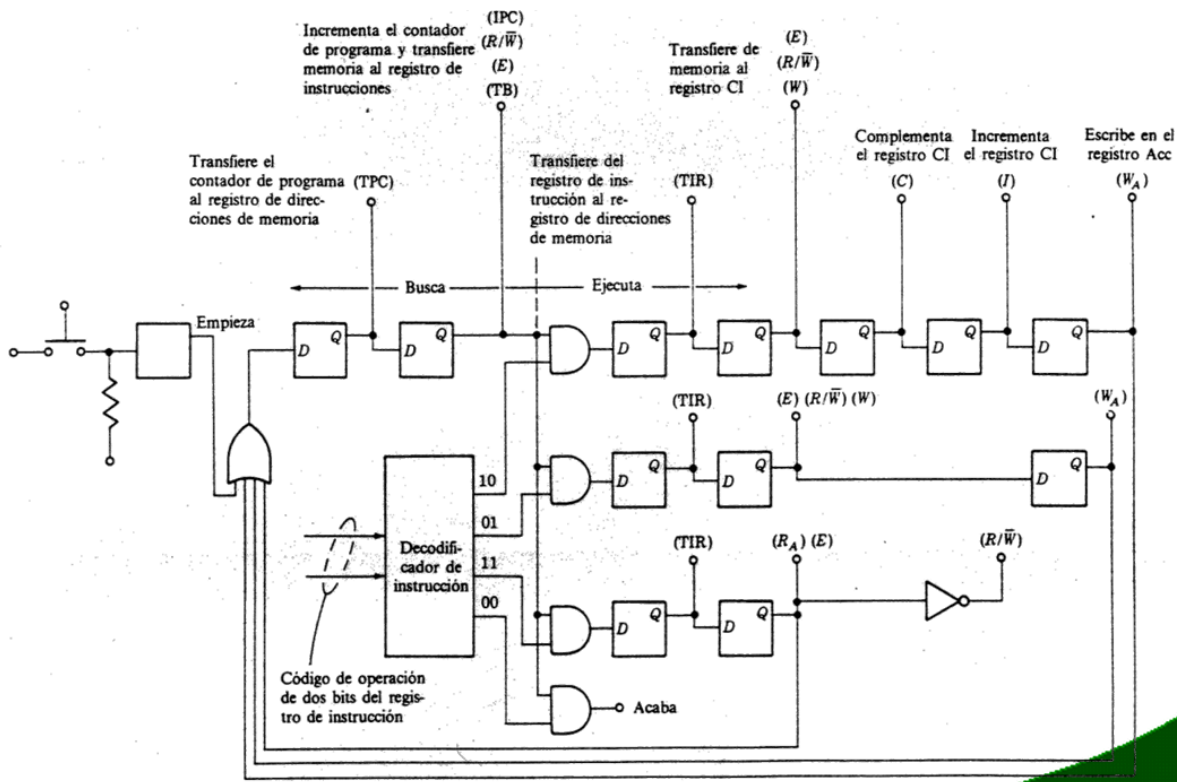 Incrementa el contador
de programa y transfiere
memoria al registro de
instrucciones
(IPC)
(R/W̅)
(E)
(TB)
Transfiere de
memoria al
registro CI
(E)
(R/W̅)
(W)
Complementa
el registro CI
(C)
Incrementa
el registro CI
(I)
Escribe en el
registro Acc
(W_A)
Transfiere el
contador de programa (TPC)
al registro de direc-
ciones de memoria
Transfiere del
registro de ins-
trucción al re-
gistro de direcciones
de memoria
(TIR)
Busca
Ejecuta
Empieza
D Q
D Q
D Q
D Q
D Q
D Q
D
(TIR)
(E) (R/W̅) (W)
(W_A)
D Q
D Q
D Q
10
01
11
00
Decodifi-
cador de
instrucción
(TIR)
(R_A) (E)
(R/W̅)
D Q
D Q
Código de operación
de dos bits del regis-
tro de instrucción
Acaba